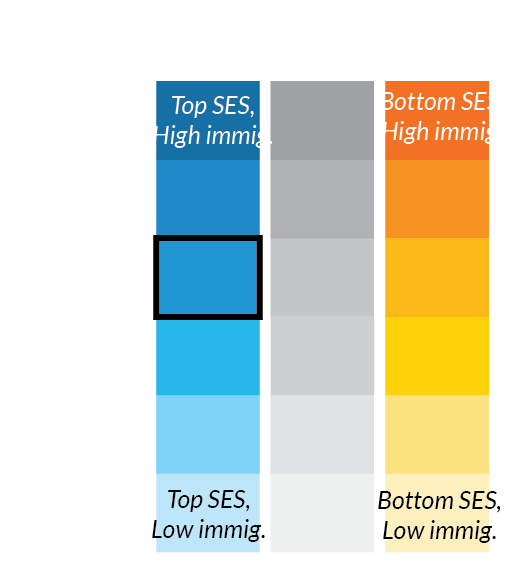 Top SES,
High immig.
Bottom SES,
High immig.
Top SES,
Low immig.
Bottom SES,
Low immig.